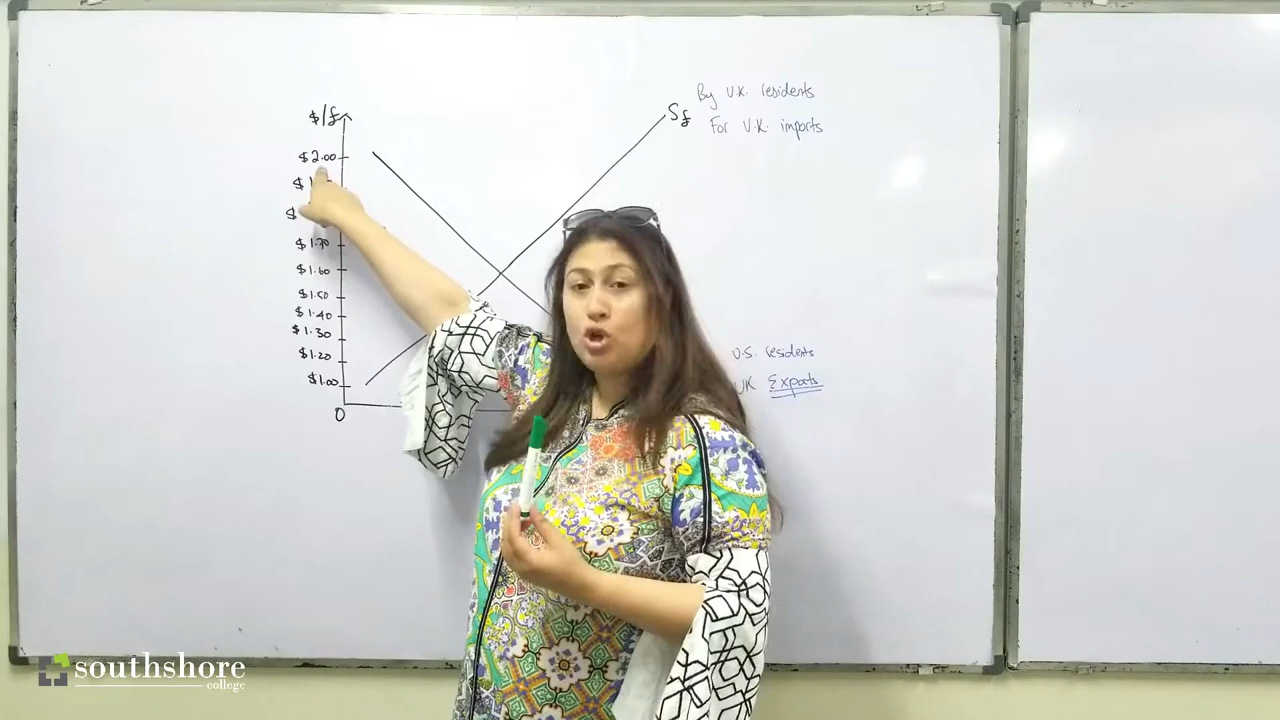 $/£
$2.00
$1.70
$1.60
$1.50
$1.40
$1.30
$1.20
$1.00
0
S£
By U.K. residents
For U.K. imports
U.S. residents
UK Exports
southshore
college